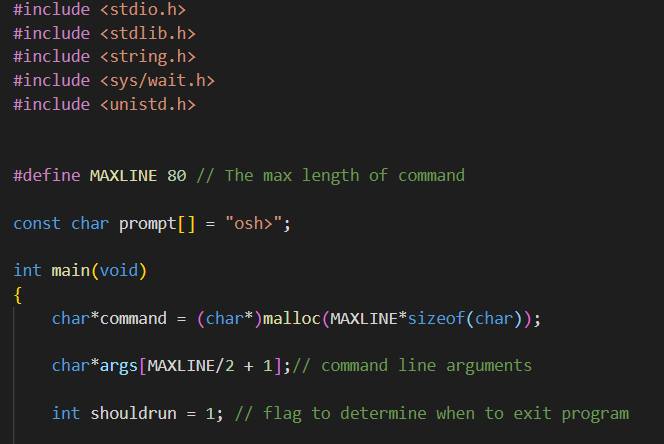 #include <stdio.h>
#include <stdlib.h>
#include <string.h>
#include <sys/wait.h>
#include <unistd.h>
#define MAXLINE 80 // The max length of command
const char prompt[] = "osh>";
int main(void)
{
char*command = (char*)malloc(MAXLINE*sizeof(char));
char*args[MAXLINE/2 + 1];// command line arguments
int shouldrun = 1; // flag to determine when to exit program